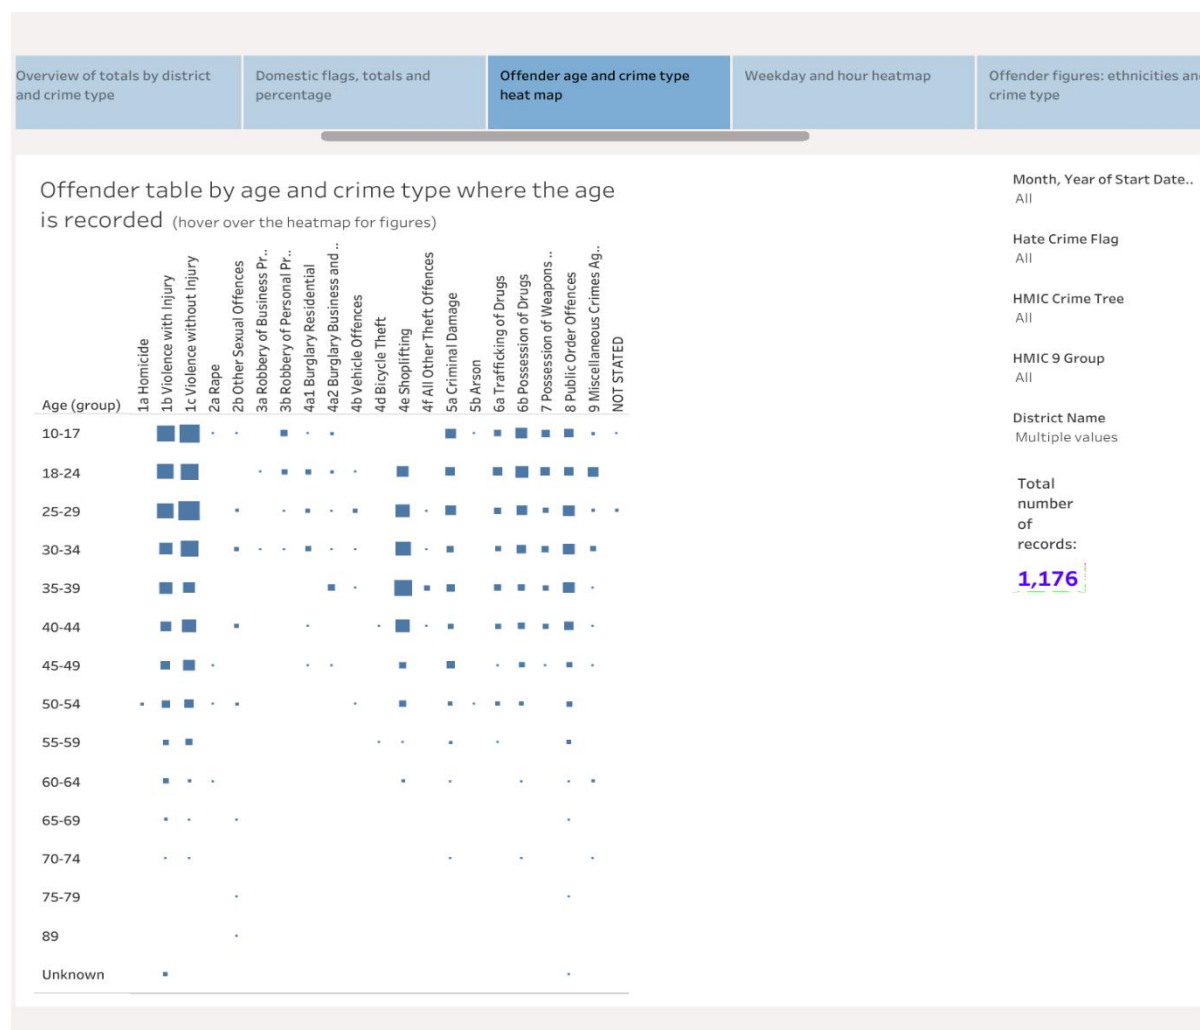 Overview of totals by district
and crime type
Domestic flags, totals and
percentage
Offender age and crime type
heat map
Weekday and hour heatmap
Offender figures: ethnicities an
crime type
Offender table by age and crime type where the age
is recorded (hover over the heatmap for figures)
Month, Year of Start Date..
All
Hate Crime Flag
All
HMIC Crime Tree
All
HMIC 9 Group
All
District Name
Multiple values
Total
number
of
records:
1,176
Age (group)
1a Homicide
1b Violence with Injury
1c Violence without Injury
2a Rape
2b Other Sexual Offences
3a Robbery of Business Pr..
3b Robbery of Personal Pr..
4a1 Burglary Residential
4a2 Burglary Business and ..
4b Vehicle Offences
4d Bicycle Theft
4e Shoplifting
4f All Other Theft Offences
5a Criminal Damage
5b Arson
6a Trafficking of Drugs
6b Possession of Drugs
7 Possession of Weapons ..
8 Public Order Offences
9 Miscellaneous Crimes Ag..
NOT STATED
10-17
18-24
25-29
30-34
35-39
40-44
45-49
50-54
55-59
60-64
65-69
70-74
75-79
89
Unknown